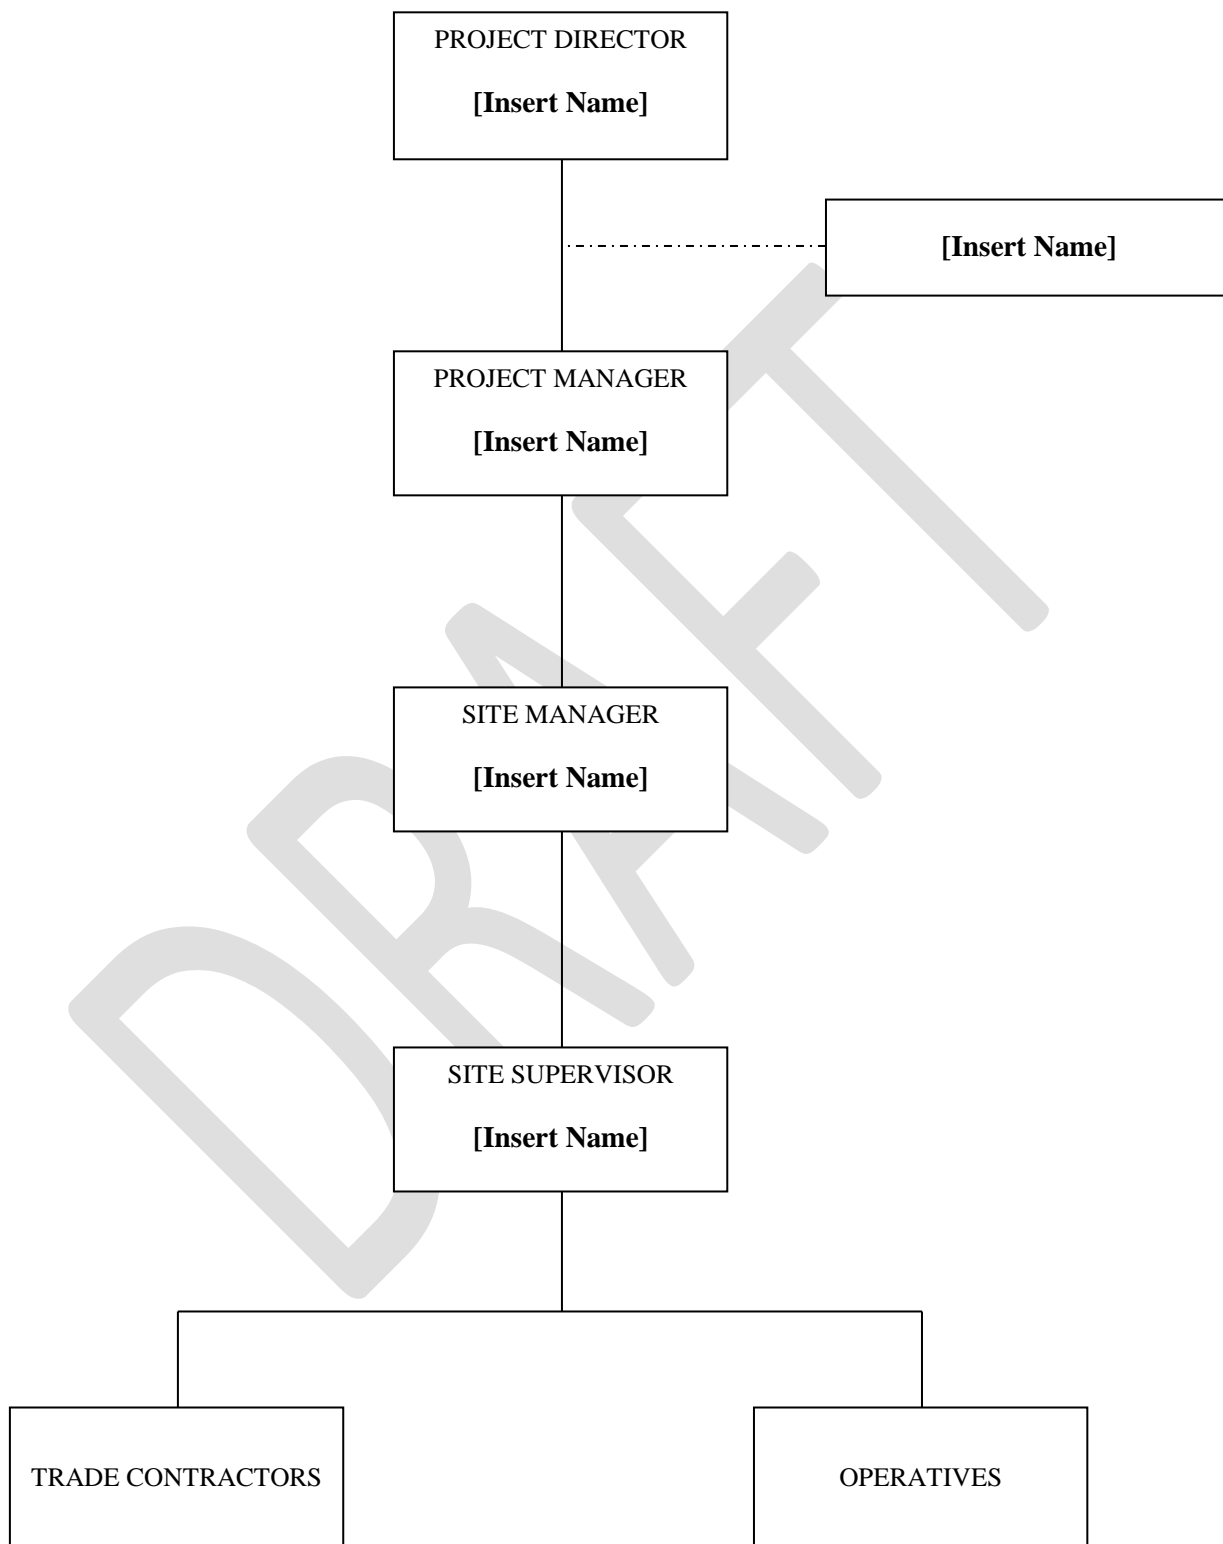 PROJECT DIRECTOR
[Insert Name]
[Insert Name]
PROJECT MANAGER
[Insert Name]
SITE MANAGER
[Insert Name]
SITE SUPERVISOR
[Insert Name]
TRADE CONTRACTORS
OPERATIVES
DRAFT